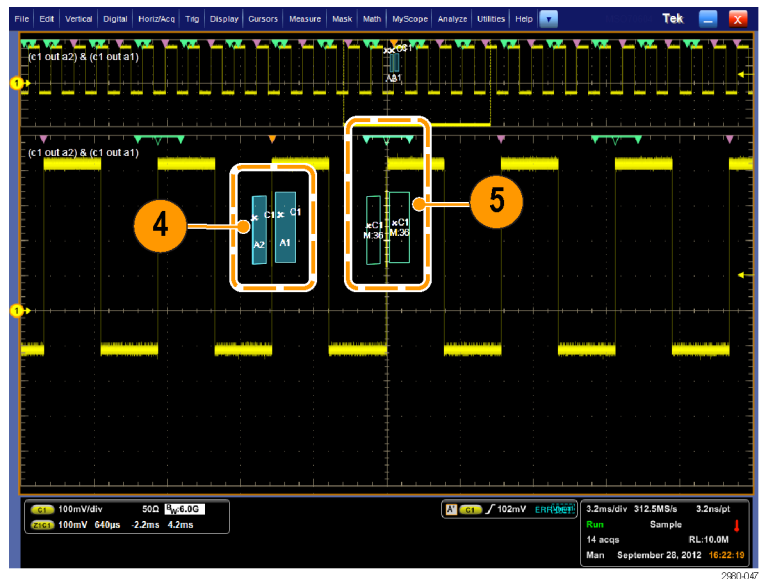 File Edit Vertical Digital Horiz/Acq Trig Display Cursors Measure Mask Math MyScope Analyze Utilities Help Tek X
(c1 out a2) & (c1 out a1)
1
(c1 out a2) & (c1 out a1)
4
C1 C1
A2 A1
5
C1 C1
M:36 M:36
1
C1 100mV/div 50Ω BW:6.0G
Z1C1 100mV 640µs -2.2ms 4.2ms
A' C1 102mV
3.2ms/div 312.5MS/s 3.2ns/pt
Run Sample
14 acqs RL:10.0M
Man September 28, 2012 16:22:19
2980-047